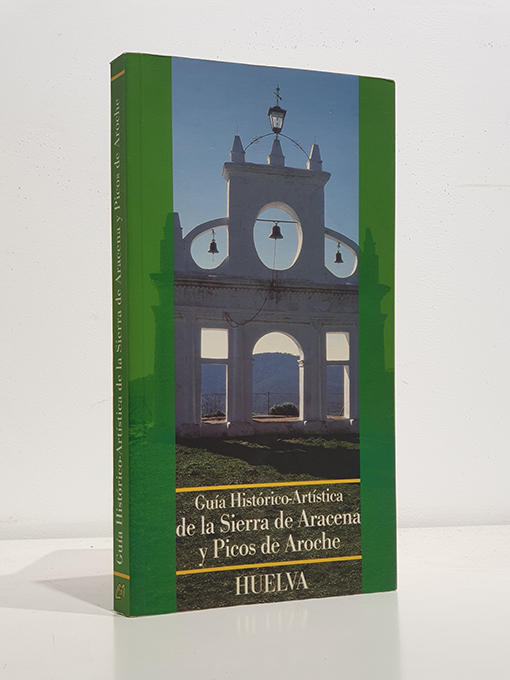 Guía Histórico-Artística de la Sierra de Aracena y Picos de Aroche
Guía Histórico-Artística
de la Sierra de Aracena
y Picos de Aroche
HUELVA